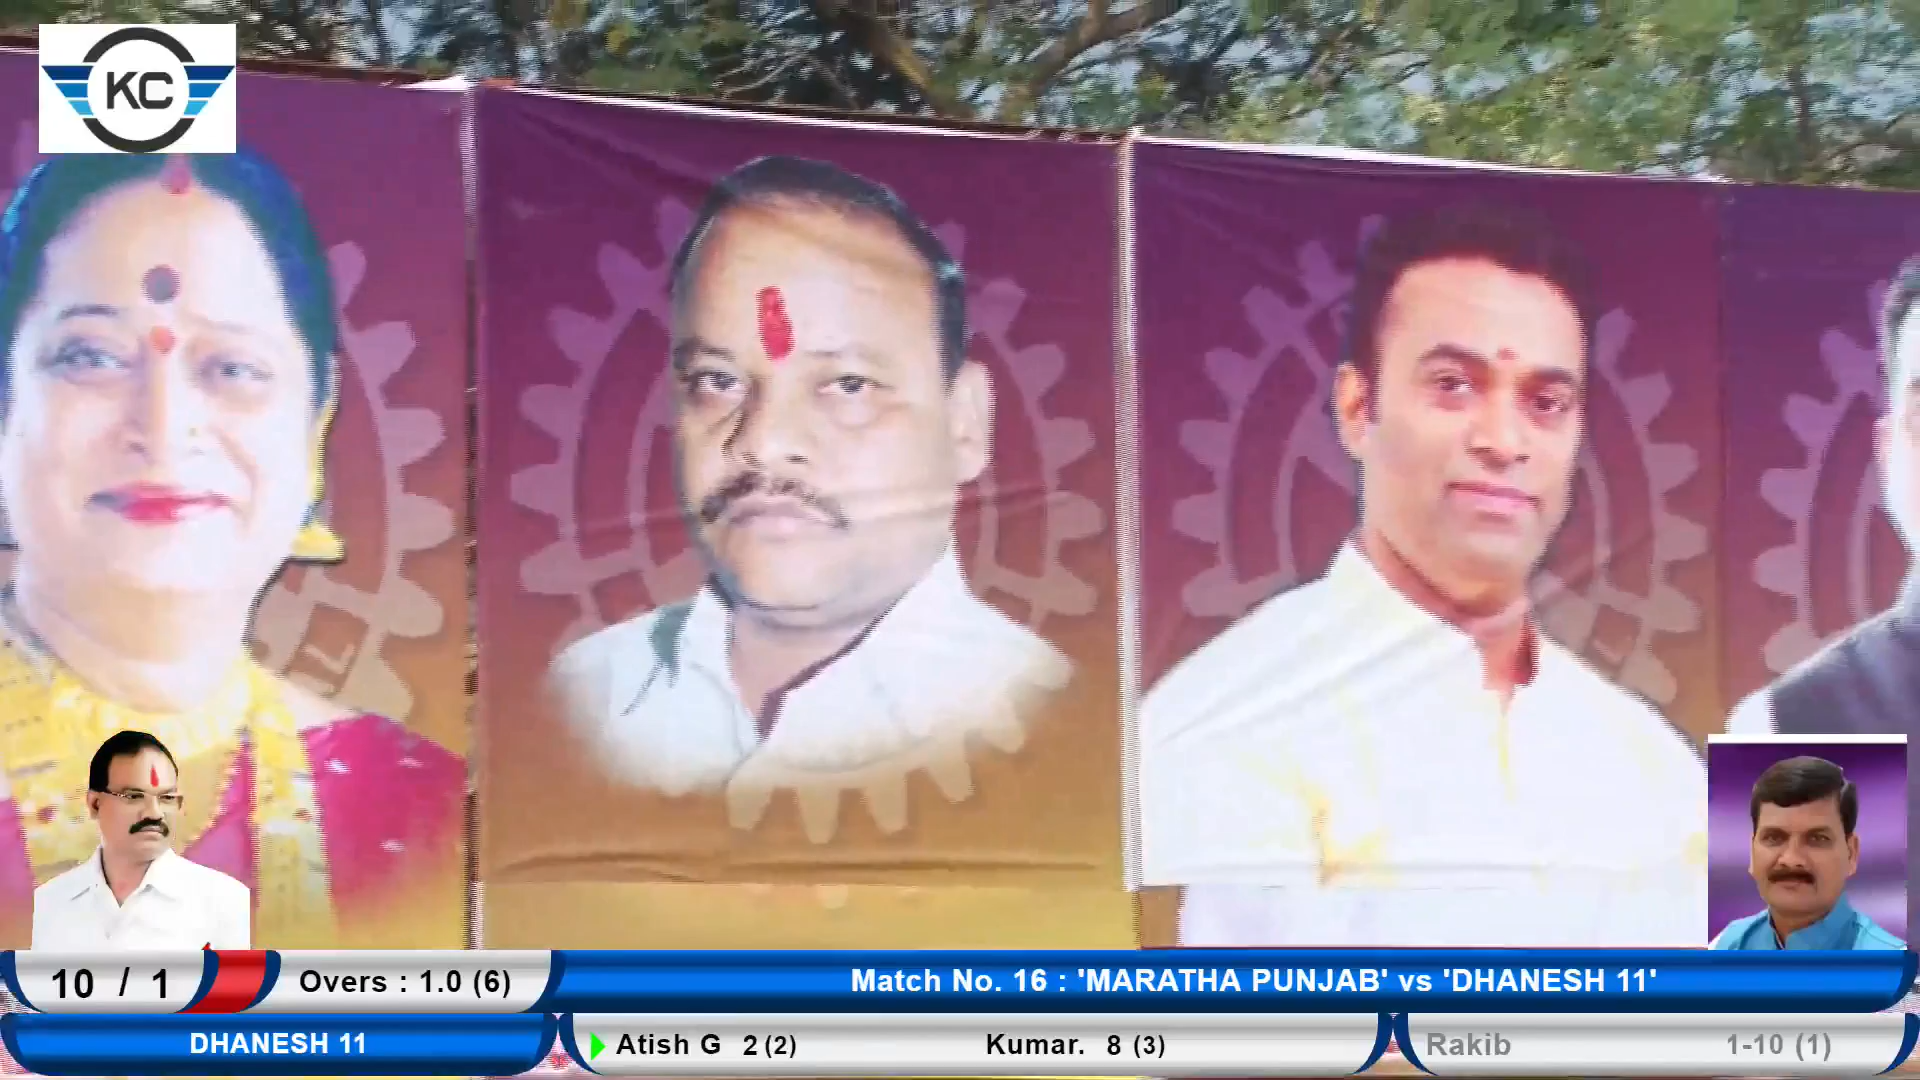 KC
10 / 1
Overs : 1.0 (6)
Match No. 16 : 'MARATHA PUNJAB' vs 'DHANESH 11'
DHANESH 11
Atish G 2 (2)
Kumar. 8 (3)
Rakib 1-10 (1)